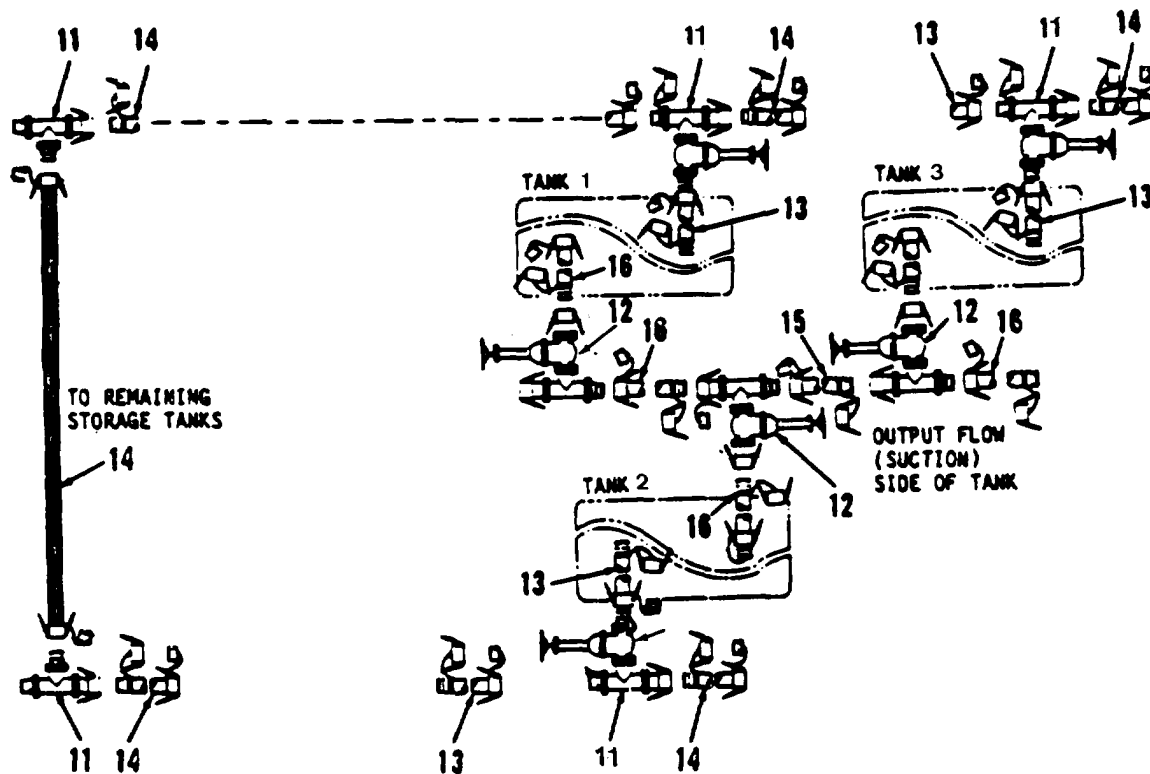 11 14 11 14 13 11 14
TANK 1
TANK 3
13 13
16
12 15 12 16
16
TO REMAINING
STORAGE TANKS
14
OUTPUT FLOW
(SUCTION)
SIDE OF TANK
12
TANK 2
16
13
11 14 13 11 14